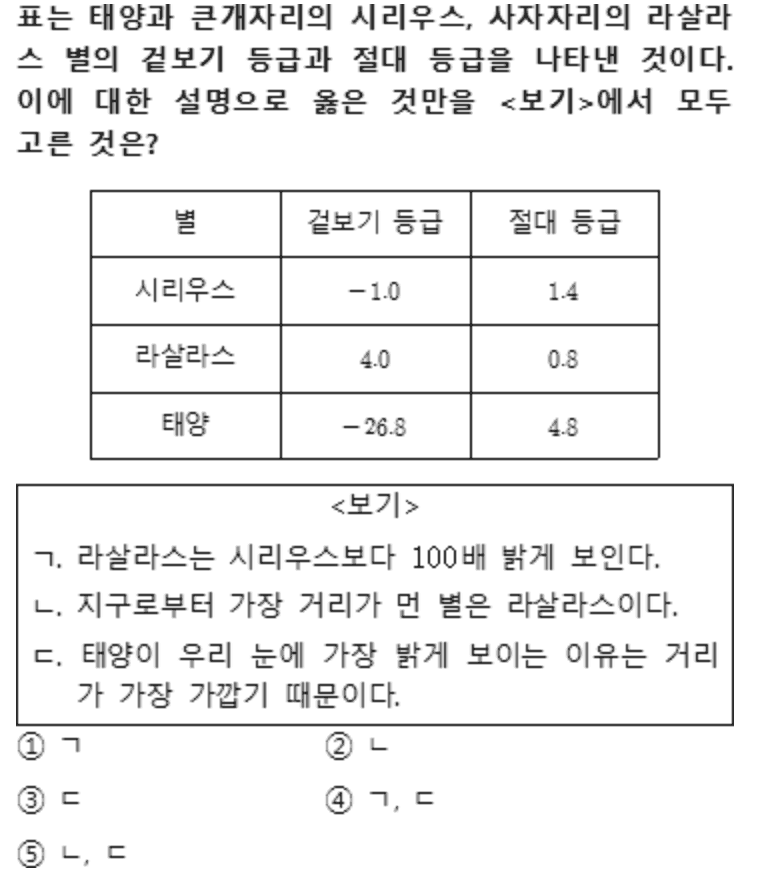 표는 태양과 큰개자리의 시리우스, 사자자리의 라살라
스 별의 겉보기 등급과 절대 등급을 나타낸 것이다.
이에 대한 설명으로 옳은 것만을 <보기>에서 모두
고른 것은?
별 겉보기 등급 절대 등급
시리우스 －1.0 1.4
라살라스 4.0 0.8
태양 －26.8 4.8
<보기>
ㄱ. 라살라스는 시리우스보다 100배 밝게 보인다.
ㄴ. 지구로부터 가장 거리가 먼 별은 라살라스이다.
ㄷ. 태양이 우리 눈에 가장 밝게 보이는 이유는 거리
가 가장 가깝기 때문이다.
① ㄱ ② ㄴ
③ ㄷ ④ ㄱ, ㄷ
⑤ ㄴ, ㄷ